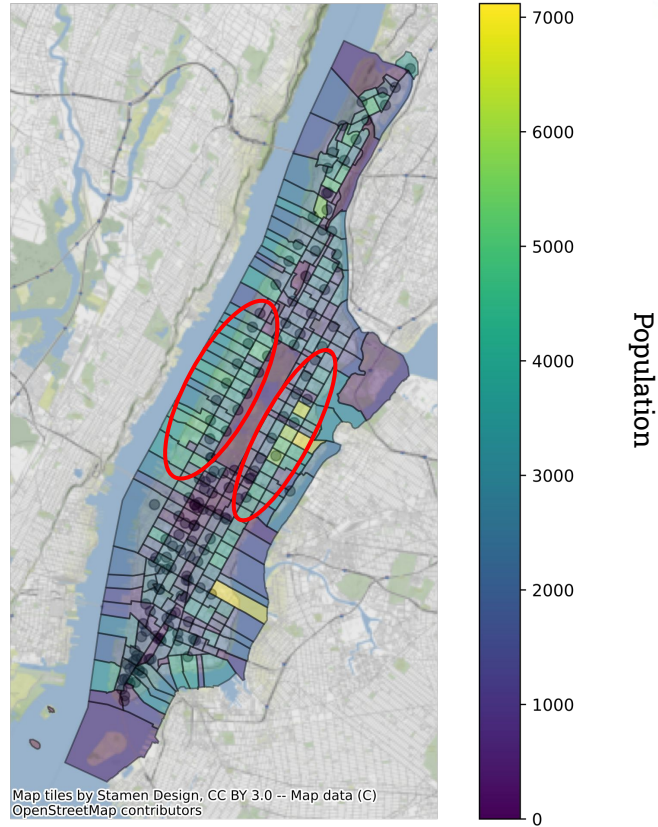 7000
6000
5000
4000
3000
2000
1000
0
Population
Map tiles by Stamen Design, CC BY 3.0 -- Map data (C)
OpenStreetMap contributors